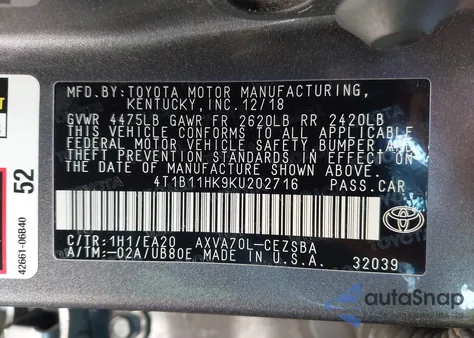 MFD.BY:TOYOTA MOTOR MANUFACTURING,
KENTUCKY,INC.12/18
GVWR 4475LB GAWR FR 2620LB RR 2420LB
THIS VEHICLE CONFORMS TO ALL APPLICABLE
FEDERAL MOTOR VEHICLE SAFETY, BUMPER,AND
THEFT PREVENTION STANDARDS IN EFFECT ON
THE DATE OF MANUFACTURE SHOWN ABOVE.
4T1B11HK9KU202716 PASS.CAR
C/TR:1H1/EA20 AXVA70L-CEZSBA
A/TM:-02A/UB80E MADE IN U.S.A. 32039
TOYOTA
52
42661-06B40
autaSnap